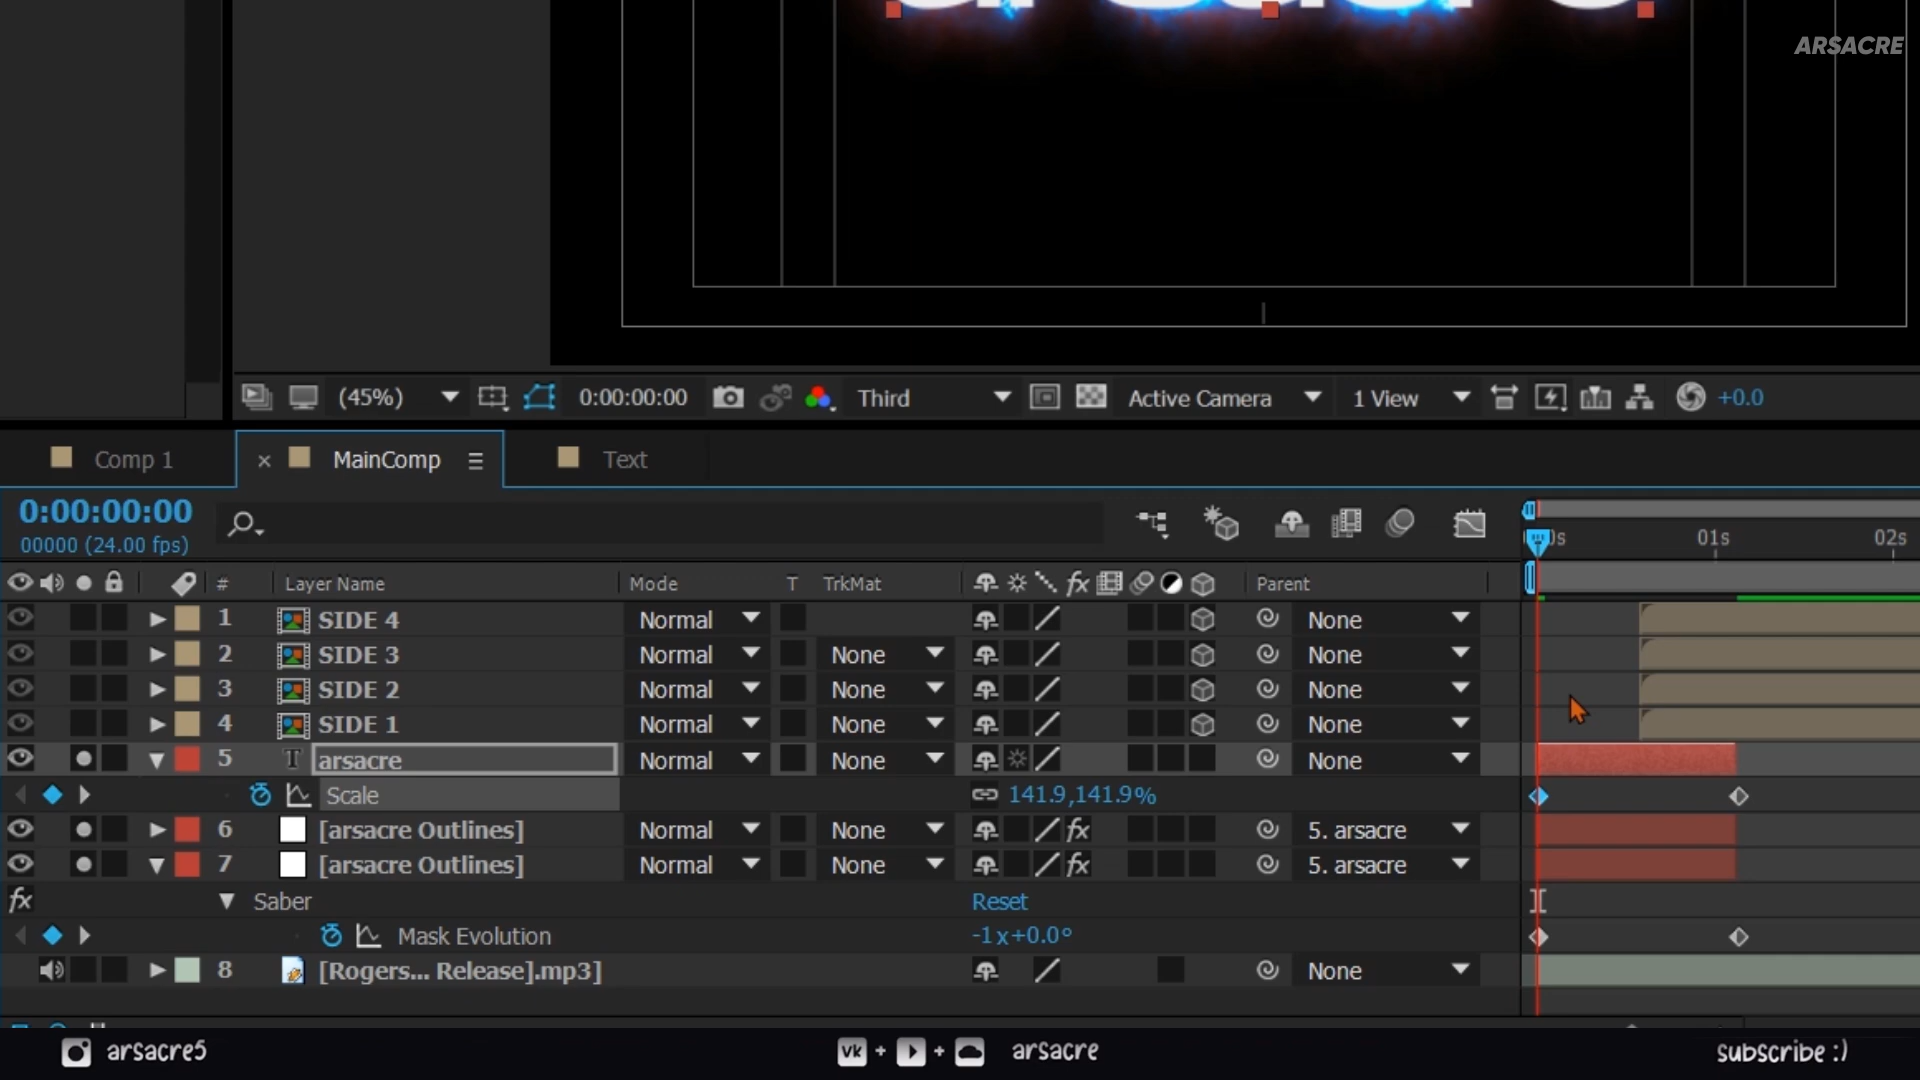 ARSACRE
(45%) 0:00:00:00 Third Active Camera 1 View +0.0
Comp 1 × MainComp Text
0:00:00:00
00000 (24.00 fps)
01s 02s
# Layer Name Mode T TrkMat fx Parent
1 SIDE 4 Normal None
2 SIDE 3 Normal None None
3 SIDE 2 Normal None None
4 SIDE 1 Normal None None
5 T arsacre Normal None None
Scale 141.9,141.9%
6 [arsacre Outlines] Normal None fx 5. arsacre
7 [arsacre Outlines] Normal None fx 5. arsacre
fx Saber Reset
Mask Evolution -1x+0.0°
8 [Rogers... Release].mp3] None
arsacre5 vk + + arsacre subscribe :)